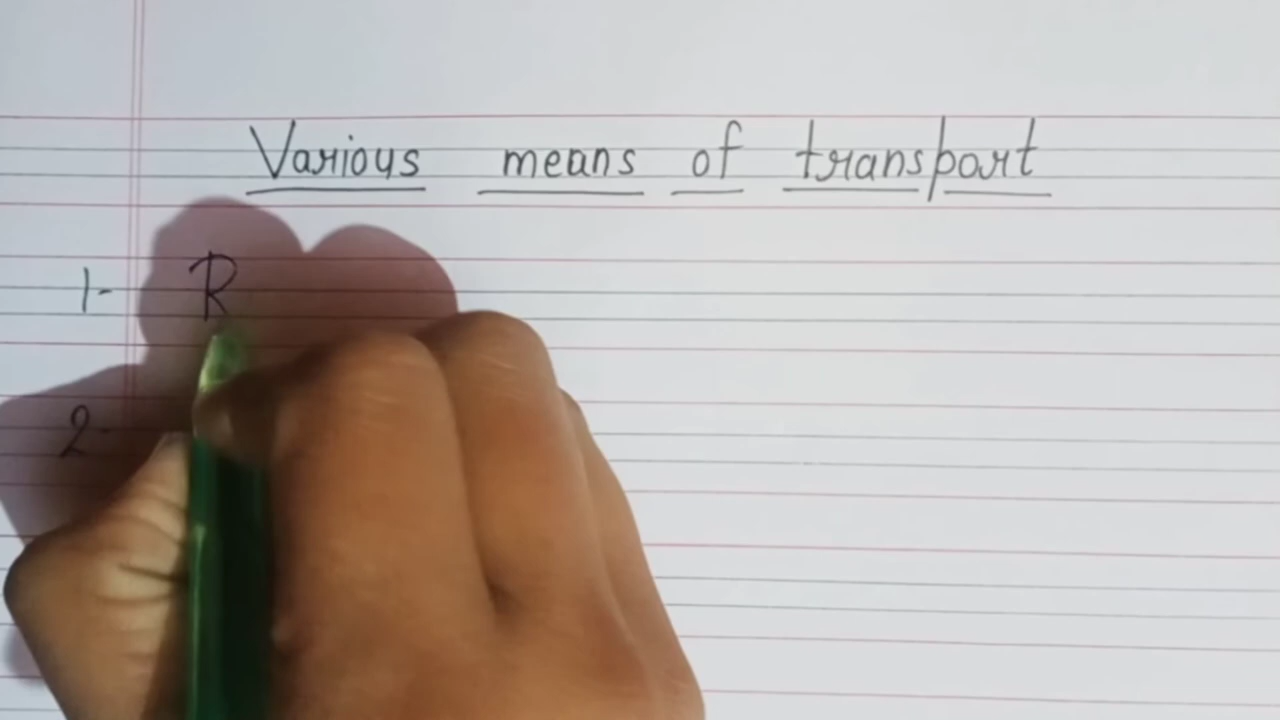 Various means of transport
1- R
2-